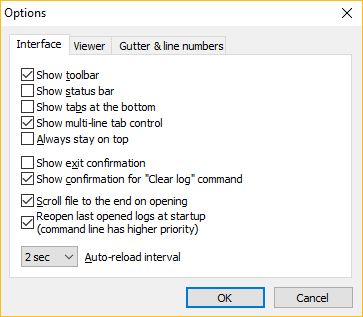 Options
Interface
Viewer
Gutter & line numbers
Show toolbar
Show status bar
Show tabs at the bottom
Show multi-line tab control
Always stay on top
Show exit confirmation
Show confirmation for "Clear log" command
Scroll file to the end on opening
Reopen last opened logs at startup
(command line has higher priority)
2 sec
Auto-reload interval
OK
Cancel